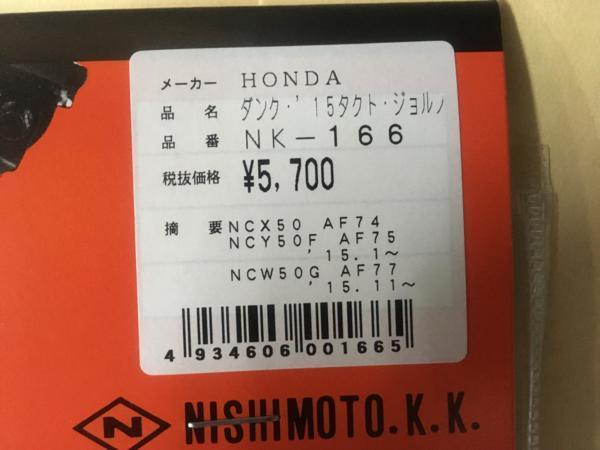 メーカー HONDA
品 名 ダンク・'15タクト・ジョルノ
品 番 NK-166
税抜価格 ¥5,700
摘 要 NCX50 AF74
NCY50F AF75
'15.1~
NCW50G AF77
'15.11~
4 934606 001665
N NISHIMOTO.K.K.